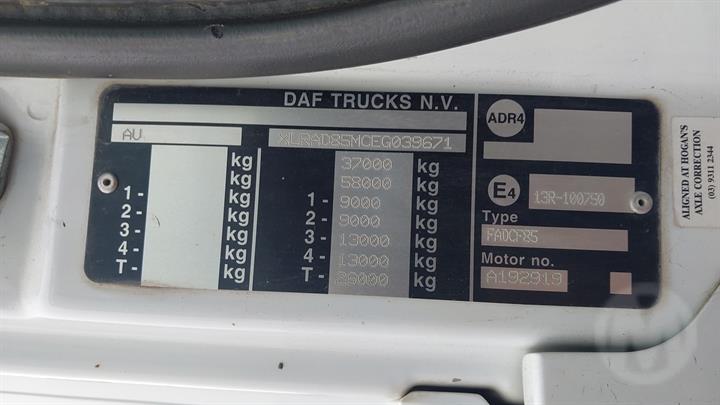 DAF TRUCKS N.V.
AU XLRAD85MCEG039671
kg 37000 kg
kg 58000 kg
1- kg 1- 9000 kg
2- kg 2- 9000 kg
3- kg 3- 13000 kg
4- kg 4- 13000 kg
T- kg T- 26000 kg
ADR4
E4 13R-100790
Type
FADCF85
Motor no.
A192919
ALIGNED AT HOGAN'S
AXLE CORRECTION
(03) 9311 2344
M